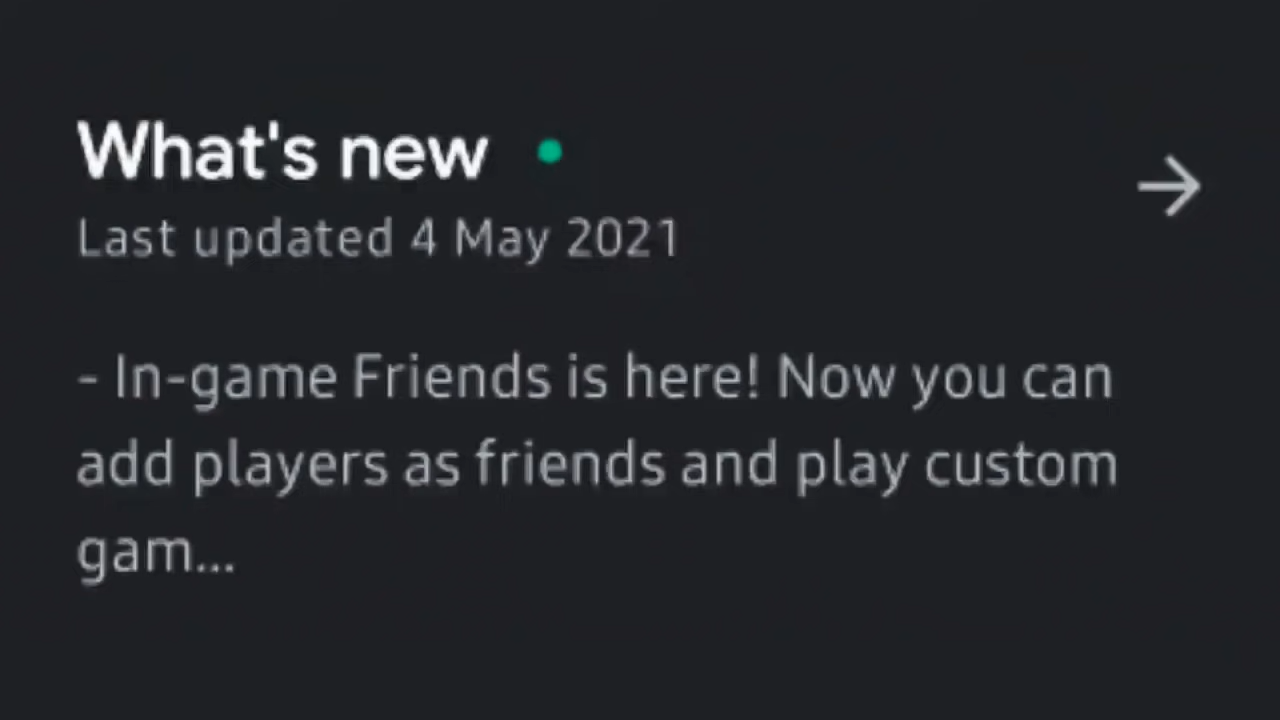 What's new
Last updated 4 May 2021
- In-game Friends is here! Now you can
add players as friends and play custom
gam...